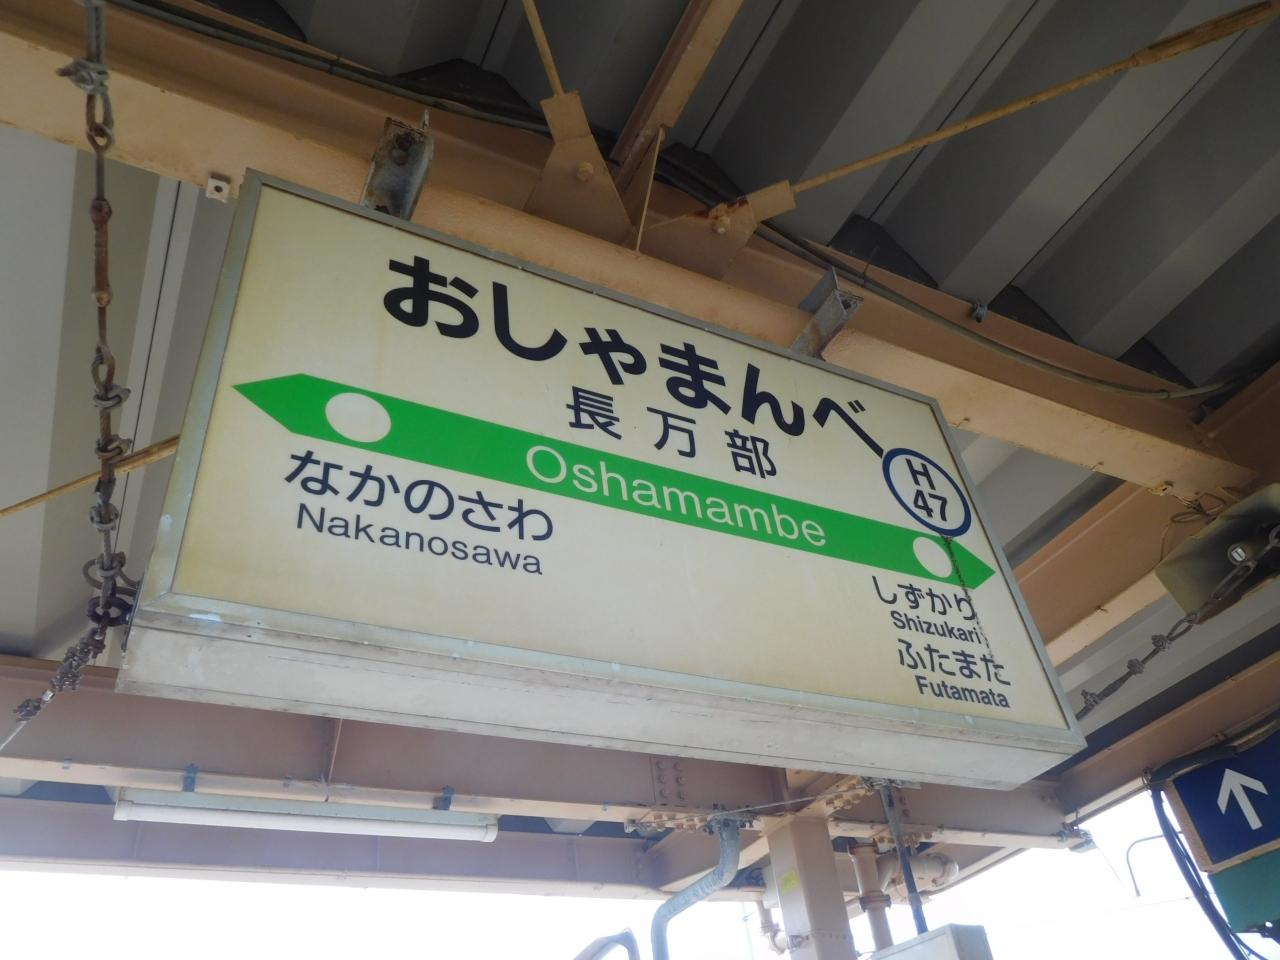 おしゃまんべ
長万部
H
47
Oshamambe
なかのさわ
Nakanosawa
しずかり
Shizukari
ふたまた
Futamata
↑